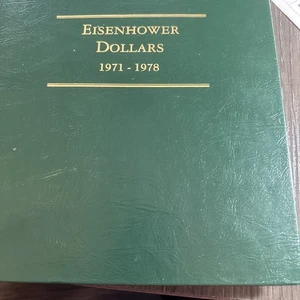 EISENHOWER
DOLLARS
1971 - 1978